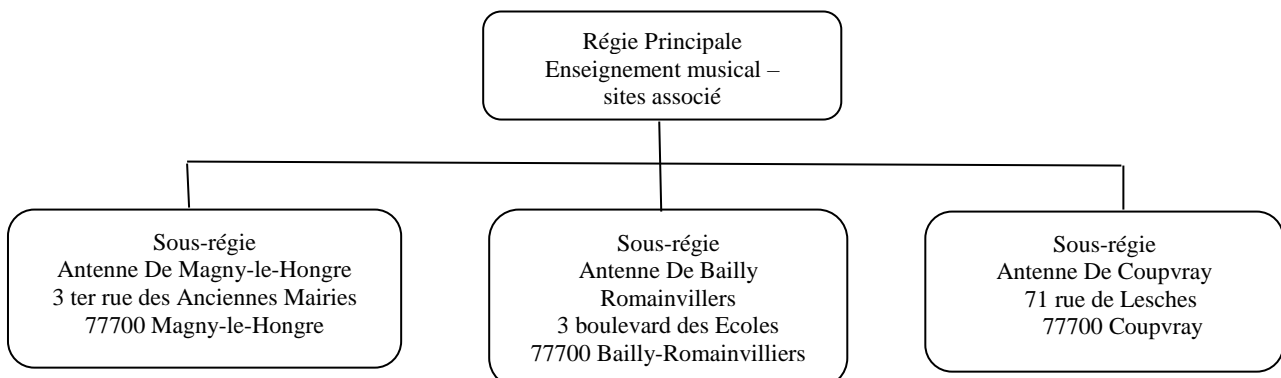 Régie Principale
Enseignement musical –
sites associé
Sous-régie
Antenne De Magny-le-Hongre
3 ter rue des Anciennes Mairies
77700 Magny-le-Hongre
Sous-régie
Antenne De Bailly
Romainvillers
3 boulevard des Ecoles
77700 Bailly-Romainvilliers
Sous-régie
Antenne De Coupvray
71 rue de Lesches
77700 Coupvray